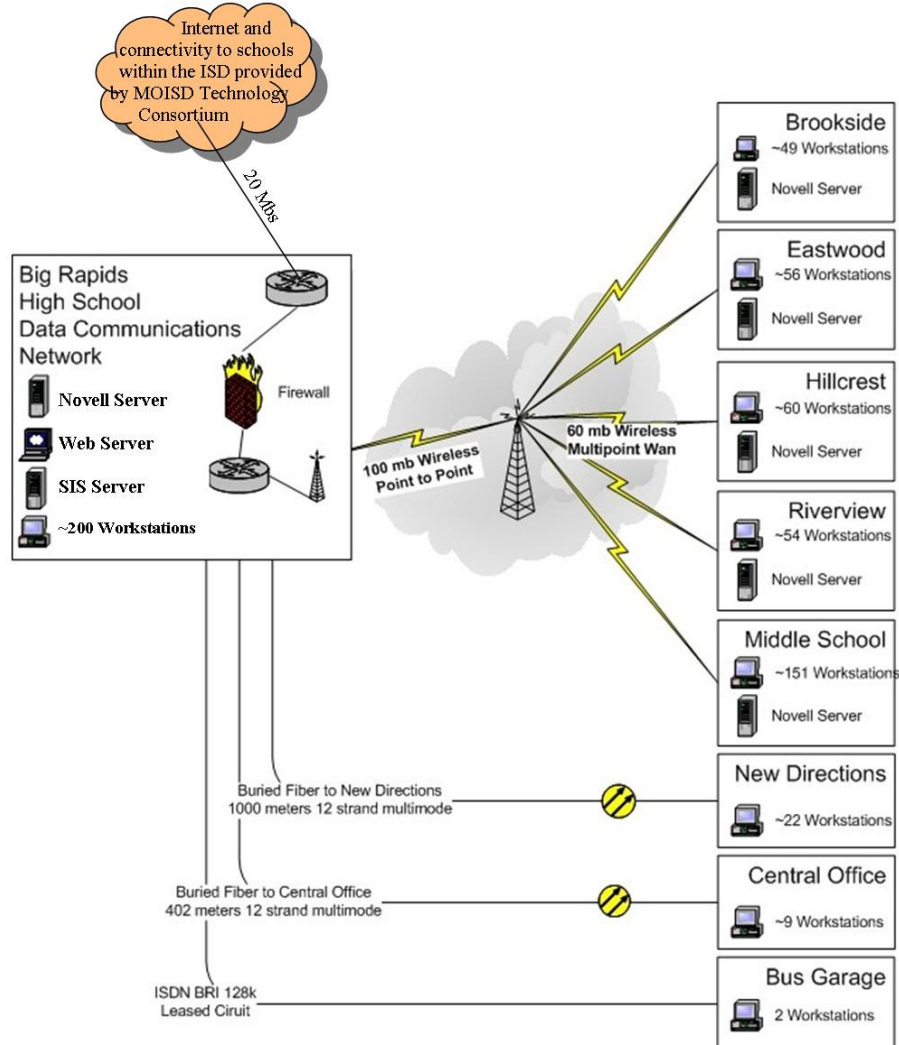 Internet and
connectivity to schools
within the ISD provided
by MOISD Technology
Consortium
20 Mbs
Big Rapids
High School
Data Communications
Network
Novell Server
Web Server
SIS Server
~200 Workstations
Firewall
100 mb Wireless
Point to Point
60 mb Wireless
Multipoint Wan
Brookside
~49 Workstations
Novell Server
Eastwood
~56 Workstations
Novell Server
Hillcrest
~60 Workstations
Novell Server
Riverview
~54 Workstations
Novell Server
Middle School
~151 Workstations
Novell Server
Buried Fiber to New Directions
1000 meters 12 strand multimode
New Directions
~22 Workstations
Buried Fiber to Central Office
402 meters 12 strand multimode
Central Office
~9 Workstations
ISDN BRI 128k
Leased Ciruit
Bus Garage
2 Workstations